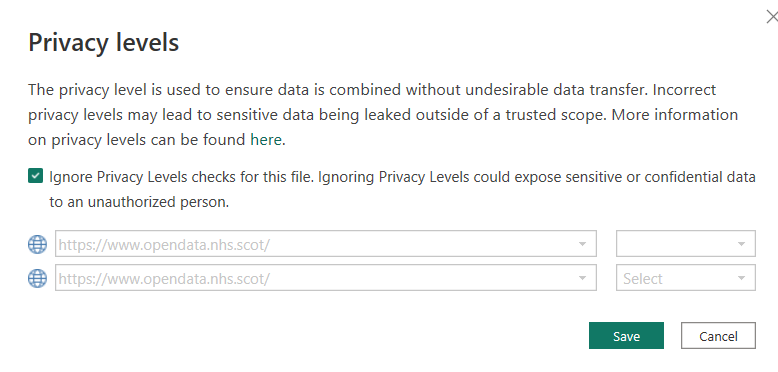 Privacy levels
The privacy level is used to ensure data is combined without undesirable data transfer. Incorrect
privacy levels may lead to sensitive data being leaked outside of a trusted scope. More information
on privacy levels can be found here.
Ignore Privacy Levels checks for this file. Ignoring Privacy Levels could expose sensitive or confidential data
to an unauthorized person.
https://www.opendata.nhs.scot/
https://www.opendata.nhs.scot/ Select
Save Cancel